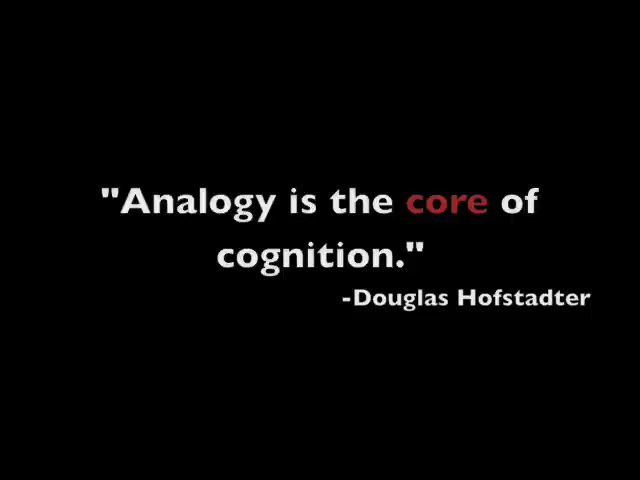 "Analogy is the core of
cognition."
-Douglas Hofstadter